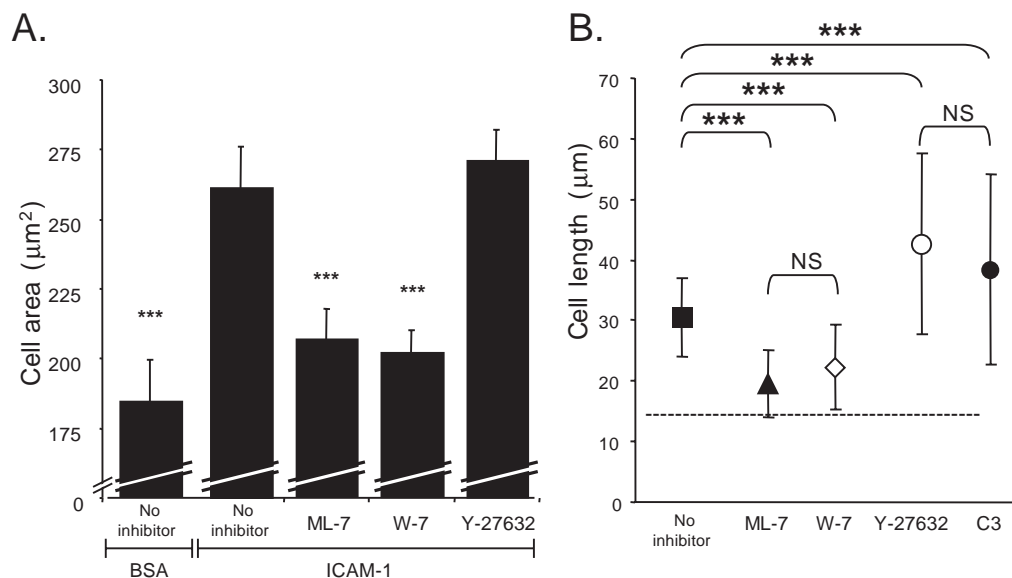 A.
Cell area (μm²)
300
275
250
225
200
175
0
***
***
***
No
inhibitor
No
inhibitor
ML-7
W-7
Y-27632
BSA
ICAM-1
B.
Cell length (μm)
70
60
50
40
30
20
10
0
***
***
***
***
NS
NS
No
inhibitor
ML-7
W-7
Y-27632
C3